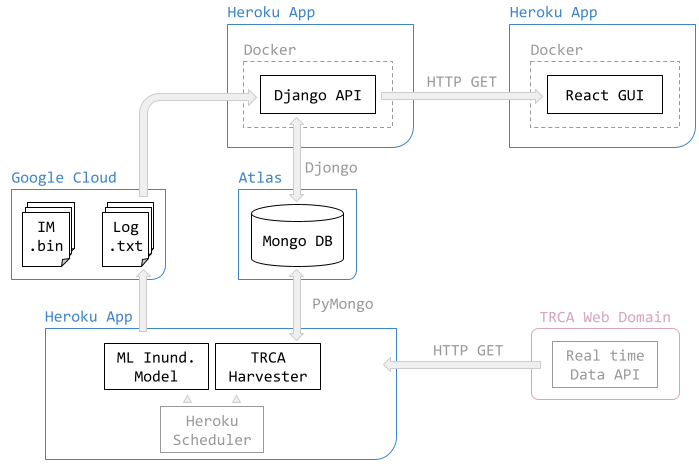 Heroku App
Heroku App
Docker
Docker
Django API
HTTP GET
React GUI
Djongo
Google Cloud
Atlas
IM
.bin
Log
.txt
Mongo DB
PyMongo
Heroku App
TRCA Web Domain
ML Inund.
Model
TRCA
Harvester
HTTP GET
Real time
Data API
Heroku
Scheduler